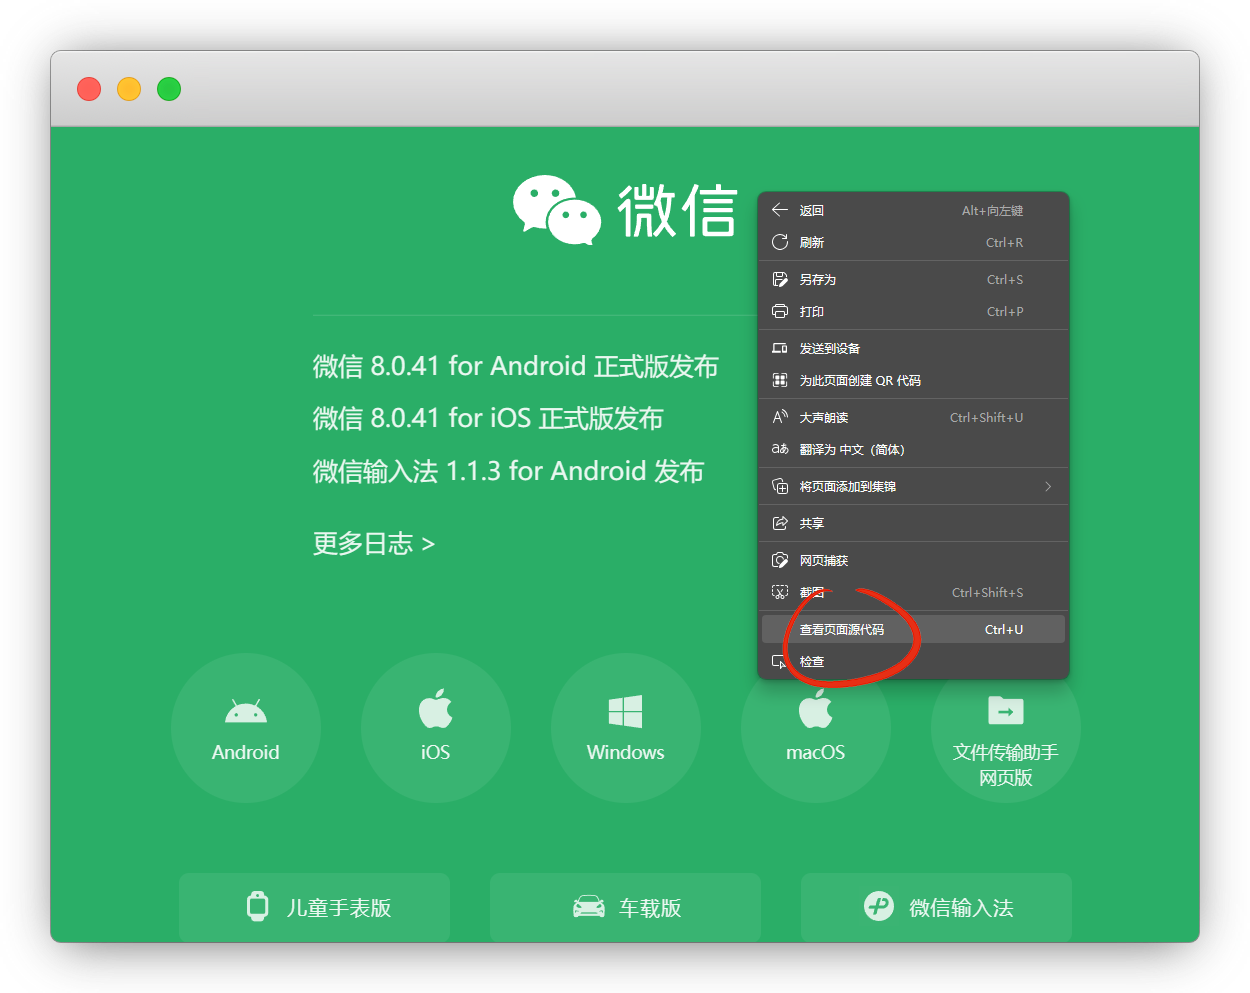 微信
返回 Alt+向左键
刷新 Ctrl+R
另存为 Ctrl+S
打印 Ctrl+P
发送到设备
为此页面创建 QR 代码
A 大声朗读 Ctrl+Shift+U
aあ 翻译为 中文（简体）
将页面添加到集锦
共享
网页捕获
截图 Ctrl+Shift+S
查看页面源代码 Ctrl+U
检查
微信 8.0.41 for Android 正式版发布
微信 8.0.41 for iOS 正式版发布
微信输入法 1.1.3 for Android 发布
更多日志 >
Android
iOS
Windows
macOS
文件传输助手
网页版
儿童手表版
车载版
微信输入法